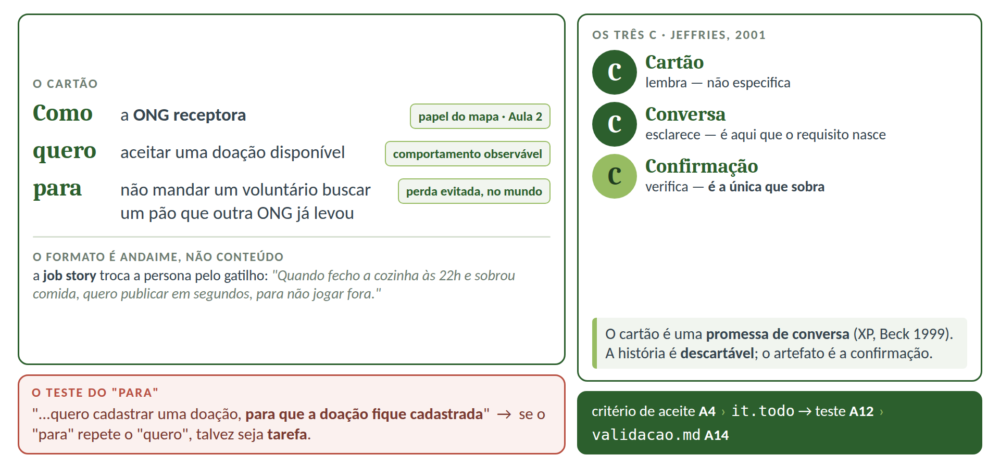 O CARTÃO
Como a ONG receptora papel do mapa · Aula 2
quero aceitar uma doação disponível comportamento observável
para não mandar um voluntário buscar perda evitada, no mundo
um pão que outra ONG já levou
O FORMATO É ANDAIME, NÃO CONTEÚDO
a job story troca a persona pelo gatilho: "Quando fecho a cozinha às 22h e sobrou
comida, quero publicar em segundos, para não jogar fora."
O TESTE DO "PARA"
"...quero cadastrar uma doação, para que a doação fique cadastrada" → se o
"para" repete o "quero", talvez seja tarefa.
OS TRÊS C · JEFFRIES, 2001
C Cartão
lembra — não especifica
C Conversa
esclarece — é aqui que o requisito nasce
C Confirmação
verifica — é a única que sobra
O cartão é uma promessa de conversa (XP, Beck 1999).
A história é descartável; o artefato é a confirmação.
critério de aceite A4 › it.todo → teste A12 ›
validacao.md A14